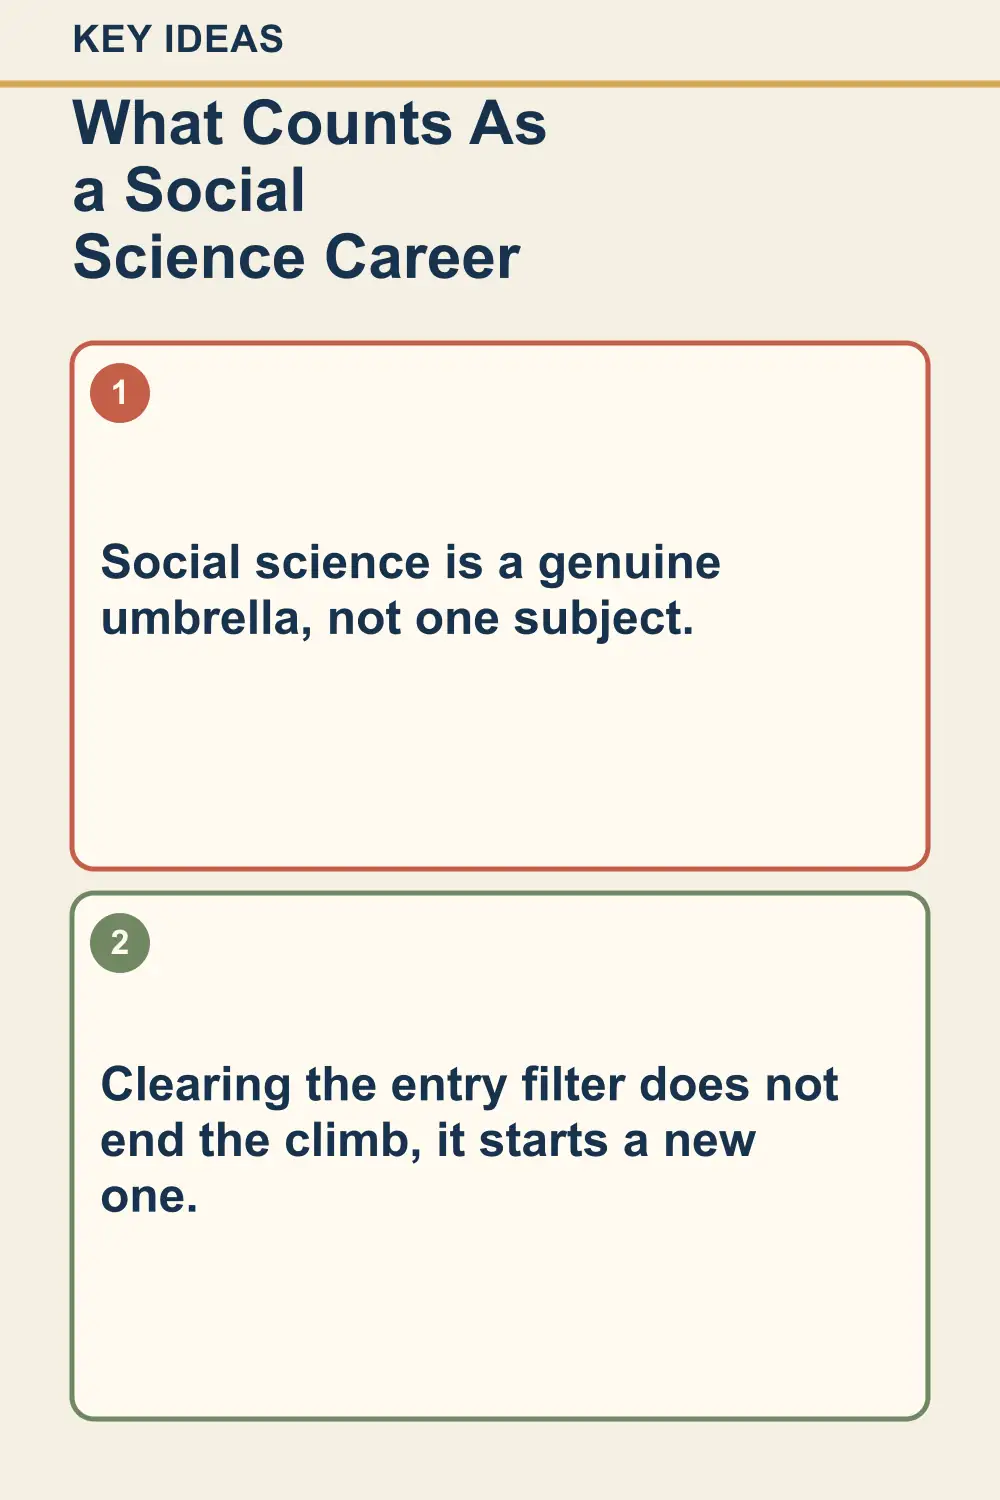 KEY IDEAS
What Counts As
a Social
Science Career
1
Social science is a genuine
umbrella, not one subject.
2
Clearing the entry filter does not
end the climb, it starts a new
one.